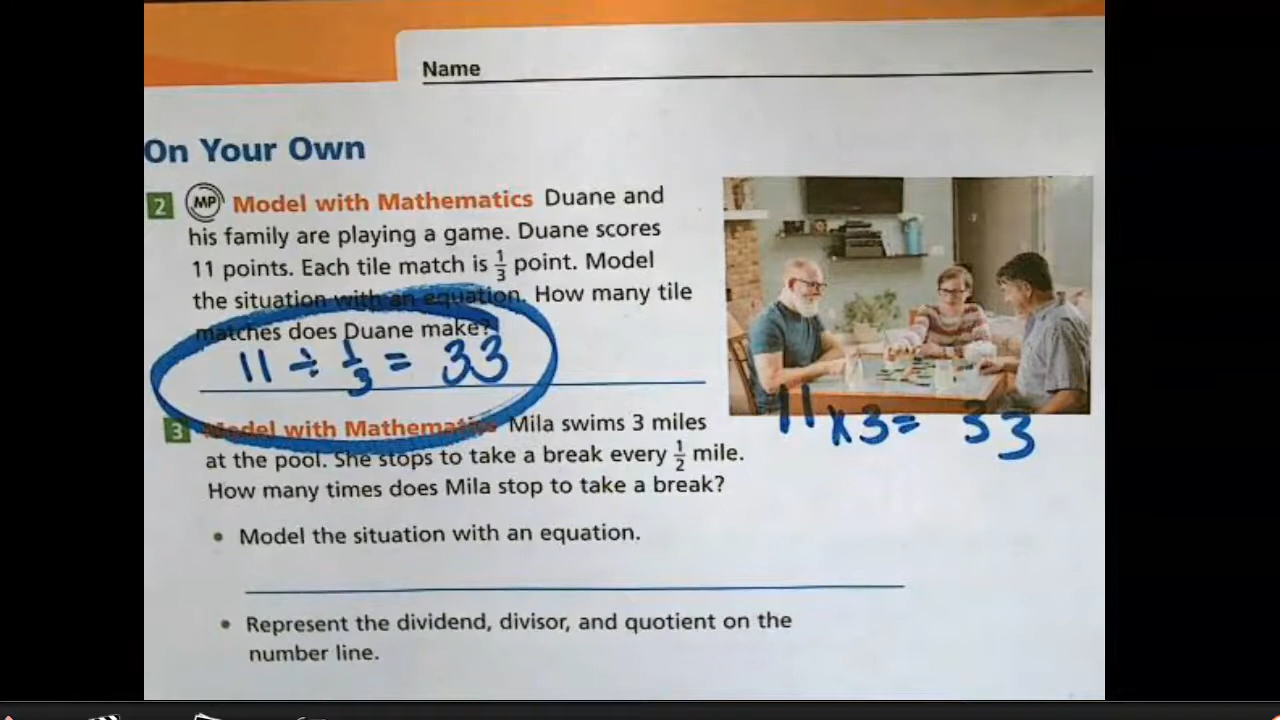 Name
On Your Own
2 MP Model with Mathematics Duane and
his family are playing a game. Duane scores
11 points. Each tile match is 1/3 point. Model
the situation with an equation. How many tile
matches does Duane make?
11 ÷ 1/3 = 33
3 Model with Mathematics Mila swims 3 miles
11 x 3 = 33
at the pool. She stops to take a break every 1/2 mile.
How many times does Mila stop to take a break?
• Model the situation with an equation.
• Represent the dividend, divisor, and quotient on the
number line.